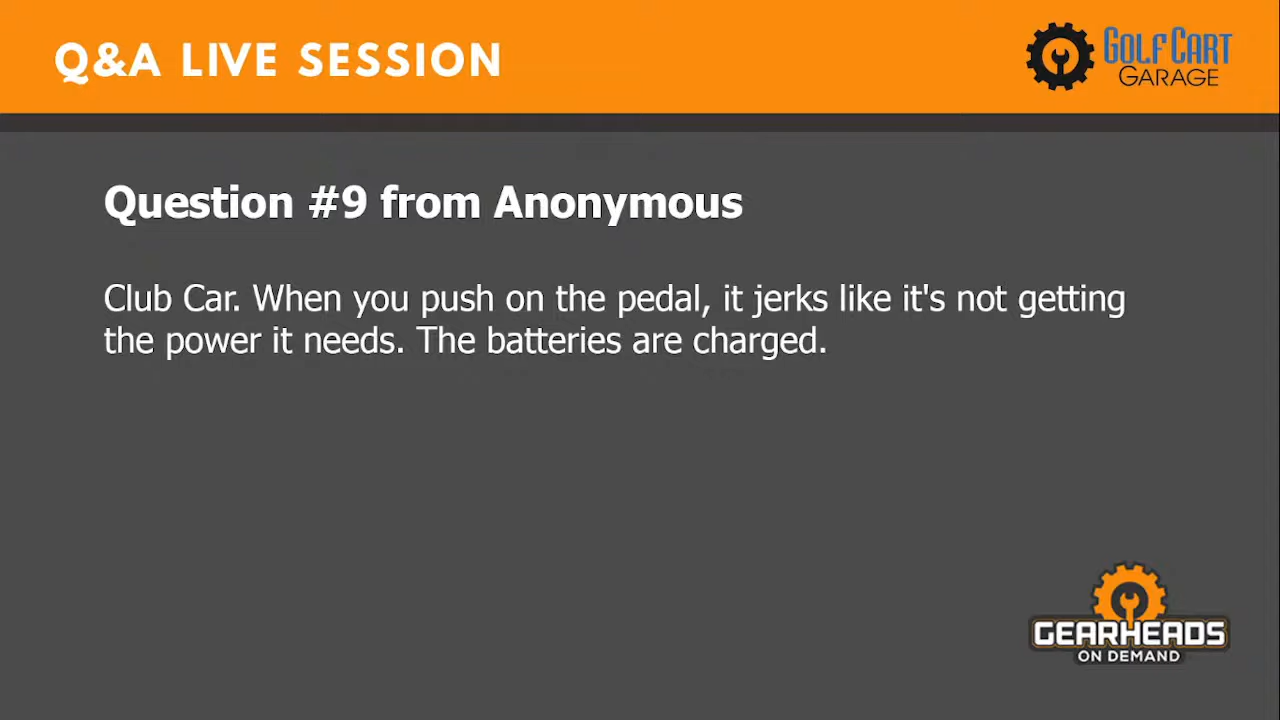 Q&A LIVE SESSION
GOLF CART
GARAGE
Question #9 from Anonymous
Club Car. When you push on the pedal, it jerks like it's not getting
the power it needs. The batteries are charged.
GEARHEADS
ON DEMAND